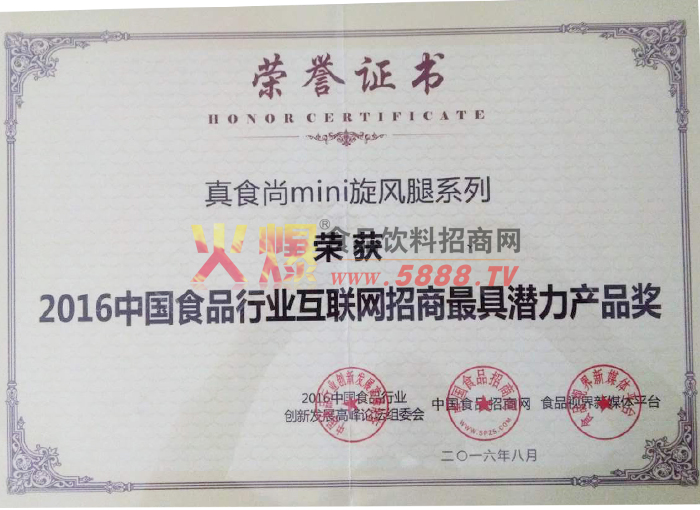 荣誉证书
HONOR CERTIFICATE
真食尚mini旋风腿系列
荣获
火爆®食品饮料招商网
www.5888.TV
2016中国食品行业互联网招商最具潜力产品奖
2016中国食品行业
创新发展高峰论坛组委会
中国食品招商网
WWW.SPZS.COM
食品视界新媒体平台
二〇一六年八月